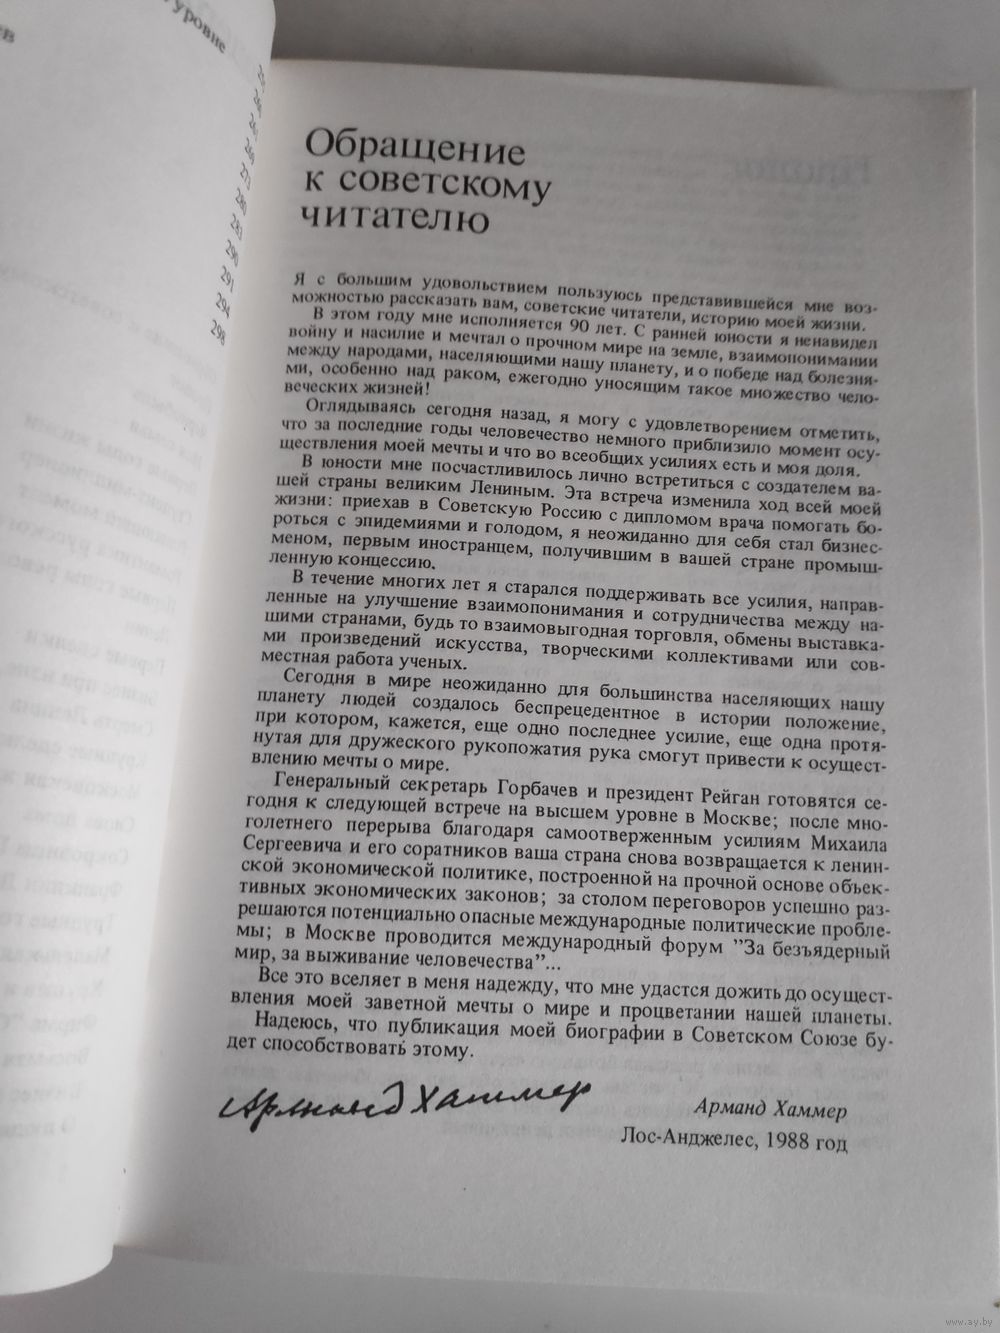 уровне
280
283
290
291
294
298
Обращение
к советскому
читателю
Я с большим удовольствием пользуюсь представившейся мне воз-
можностью рассказать вам, советские читатели, историю моей жизни.
В этом году мне исполняется 90 лет. С ранней юности я ненавидел
войну и насилие и мечтал о прочном мире на земле, взаимопонимании
между народами, населяющими нашу планету, и о победе над болезня-
ми, особенно над раком, ежегодно уносящим такое множество чело-
веческих жизней!
Оглядываясь сегодня назад, я могу с удовлетворением отметить,
что за последние годы человечество немного приблизило момент осу-
ществления моей мечты и что во всеобщих усилиях есть и моя доля.
В юности мне посчастливилось лично встретиться с создателем ва-
шей страны великим Лениным. Эта встреча изменила ход всей моей
жизни: приехав в Советскую Россию с дипломом врача помогать бо-
роться с эпидемиями и голодом, я неожиданно для себя стал бизнес-
меном, первым иностранцем, получившим в вашей стране промыш-
ленную концессию.
В течение многих лет я старался поддерживать все усилия, направ-
ленные на улучшение взаимопонимания и сотрудничества между на-
шими странами, будь то взаимовыгодная торговля, обмены выставка-
ми произведений искусства, творческими коллективами или сов-
местная работа ученых.
Сегодня в мире неожиданно для большинства населяющих нашу
планету людей создалось беспрецедентное в истории положение,
при котором, кажется, еще одно последнее усилие, еще одна протя-
нутая для дружеского рукопожатия рука смогут привести к осущест-
влению мечты о мире.
Генеральный секретарь Горбачев и президент Рейган готовятся се-
годня к следующей встрече на высшем уровне в Москве; после мно-
голетнего перерыва благодаря самоотверженным усилиям Михаила
Сергеевича и его соратников ваша страна снова возвращается к ленин-
ской экономической политике, построенной на прочной основе объек-
тивных экономических законов; за столом переговоров успешно раз-
решаются потенциально опасные международные политические пробле-
мы; в Москве проводится международный форум ”За безъядерный
мир, за выживание человечества”...
Все это вселяет в меня надежду, что мне удастся дожить до осущест-
вления моей заветной мечты о мире и процветании нашей планеты.
Надеюсь, что публикация моей биографии в Советском Союзе бу-
дет способствовать этому.
Арманд Хаммер
Арманд Хаммер
Лос-Анджелес, 1988 год
www.ay.by